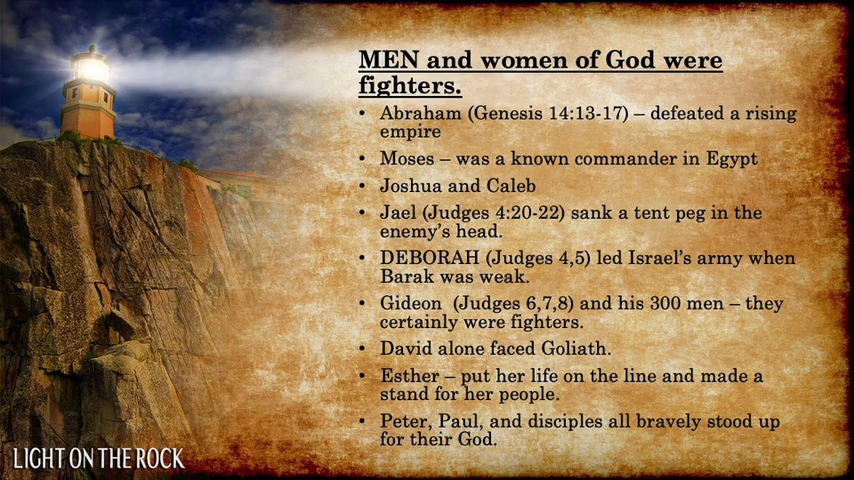 MEN and women of God were
fighters.
• Abraham (Genesis 14:13-17) – defeated a rising
empire
• Moses – was a known commander in Egypt
• Joshua and Caleb
• Jael (Judges 4:20-22) sank a tent peg in the
enemy's head.
• DEBORAH (Judges 4,5) led Israel's army when
Barak was weak.
• Gideon (Judges 6,7,8) and his 300 men – they
certainly were fighters.
• David alone faced Goliath.
• Esther – put her life on the line and made a
stand for her people.
• Peter, Paul, and disciples all bravely stood up
for their God.
LIGHT ON THE ROCK